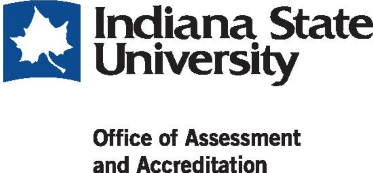 Indiana State
University
Office of Assessment
and Accreditation